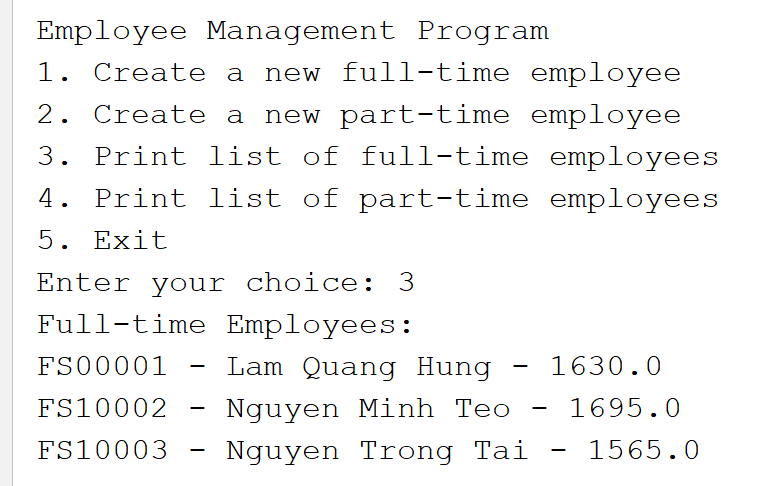 Employee Management Program
1. Create a new full-time employee
2. Create a new part-time employee
3. Print list of full-time employees
4. Print list of part-time employees
5. Exit
Enter your choice: 3
Full-time Employees:
FS00001 - Lam Quang Hung - 1630.0
FS10002 - Nguyen Minh Teo - 1695.0
FS10003 - Nguyen Trong Tai - 1565.0